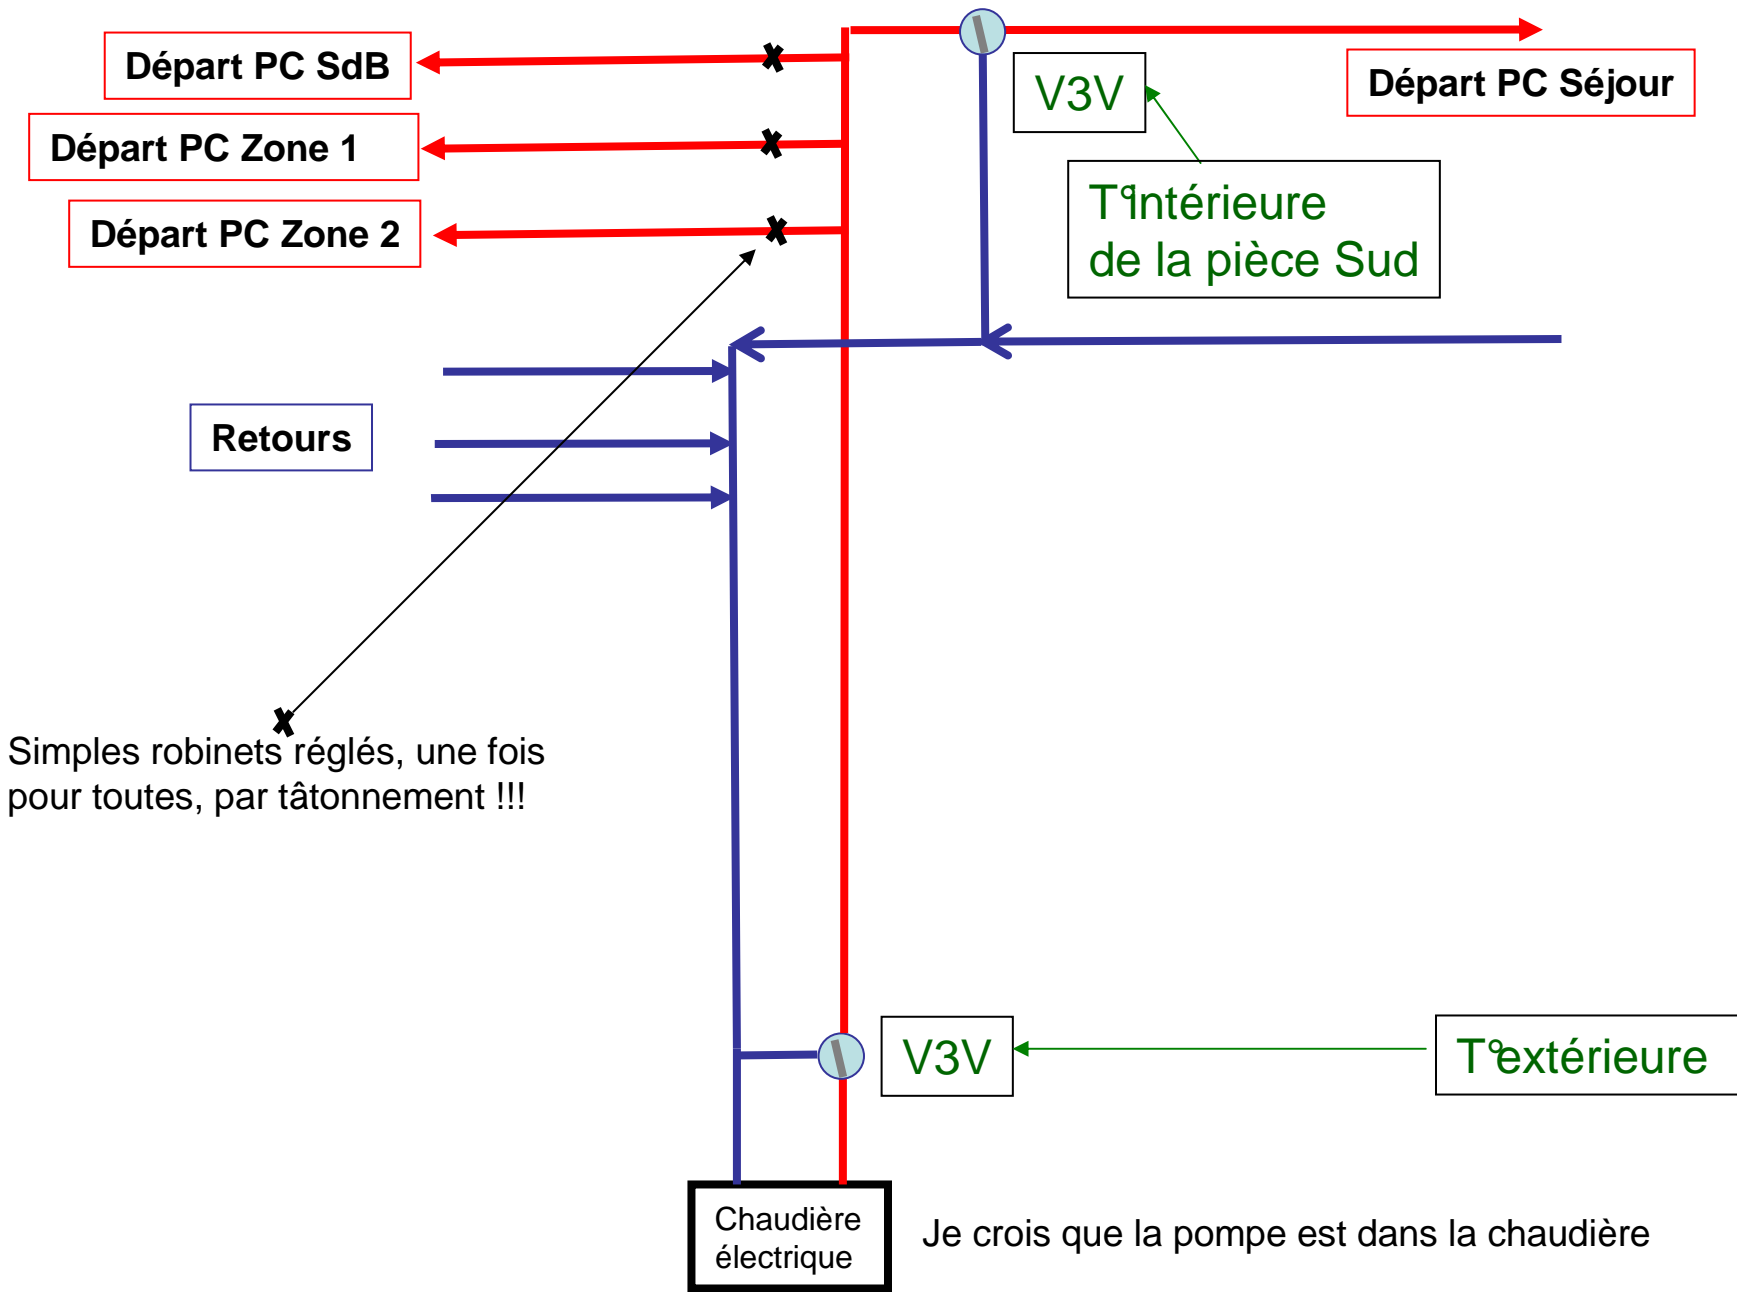 Départ PC SdB
Départ PC Zone 1
Départ PC Zone 2
V3V
Départ PC Séjour
T°intérieure
de la pièce Sud
Retours
Simples robinets réglés, une fois
pour toutes, par tâtonnement !!!
V3V
T°extérieure
Chaudière
électrique
Je crois que la pompe est dans la chaudière